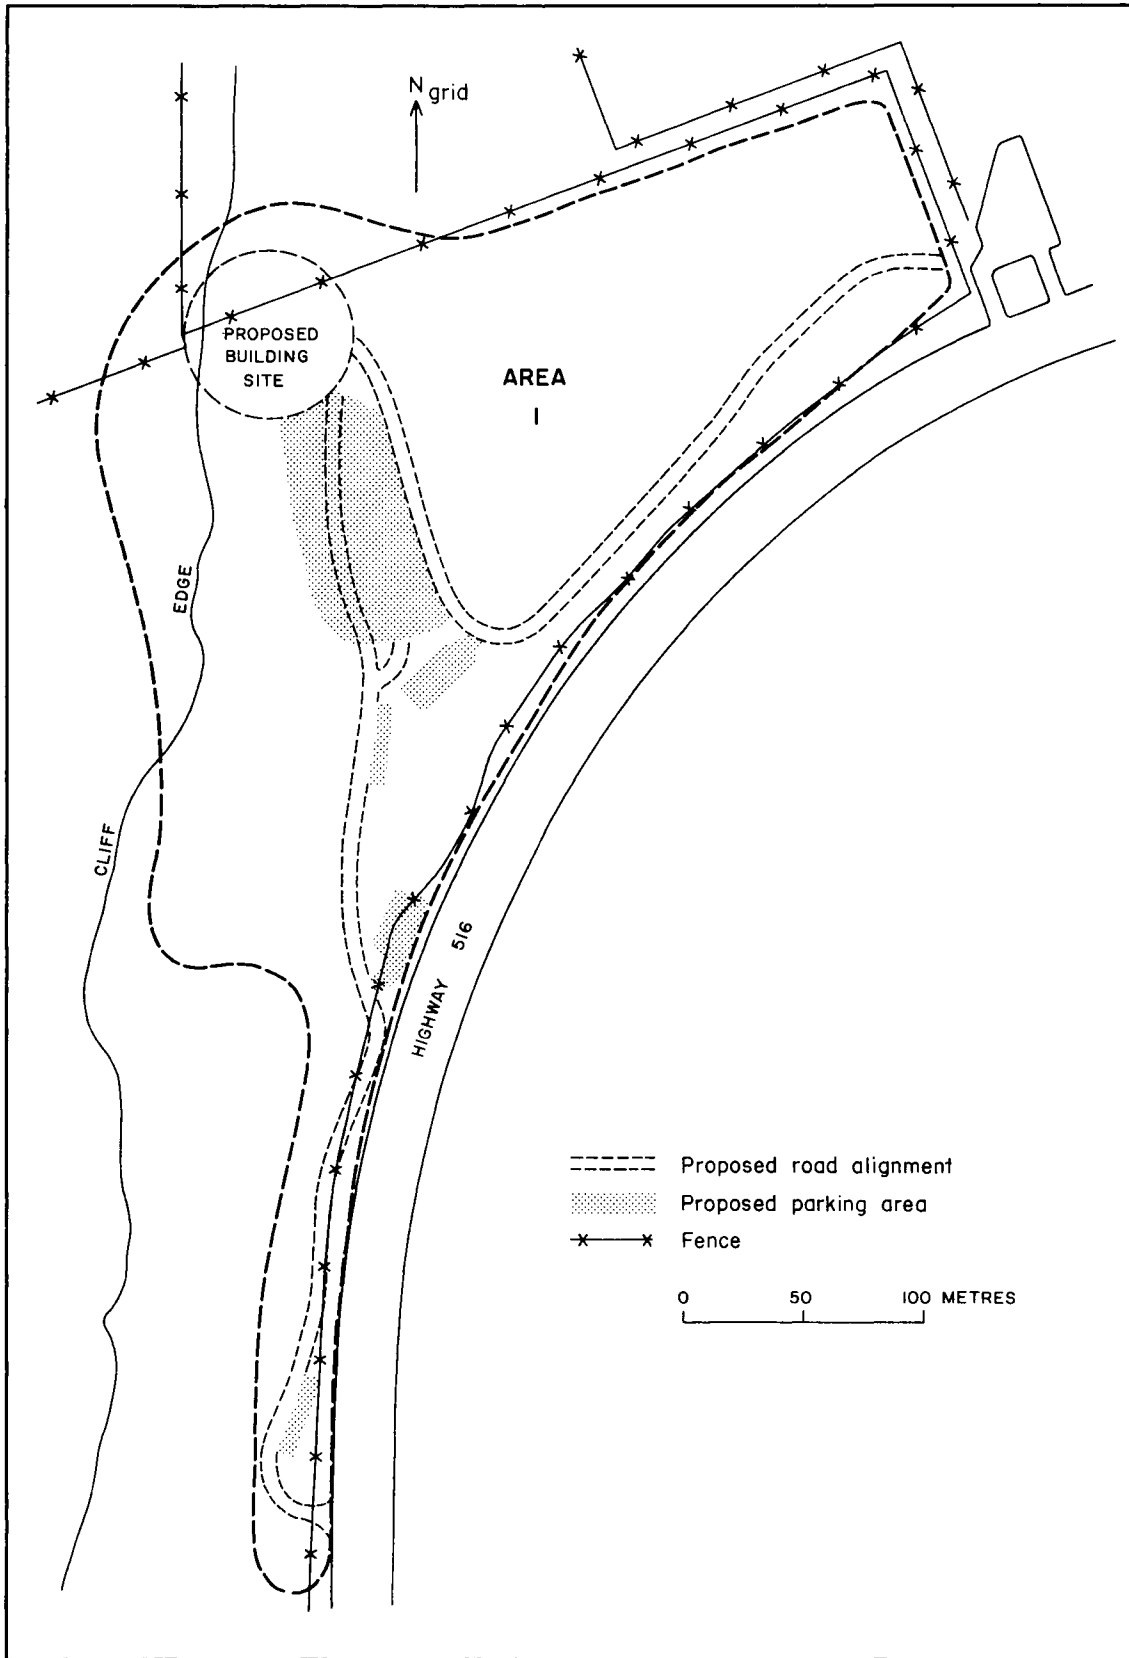 N grid
PROPOSED
BUILDING
SITE
AREA
I
EDGE
CLIFF
HIGHWAY 516
Proposed road alignment
Proposed parking area
Fence
0 50 100 METRES